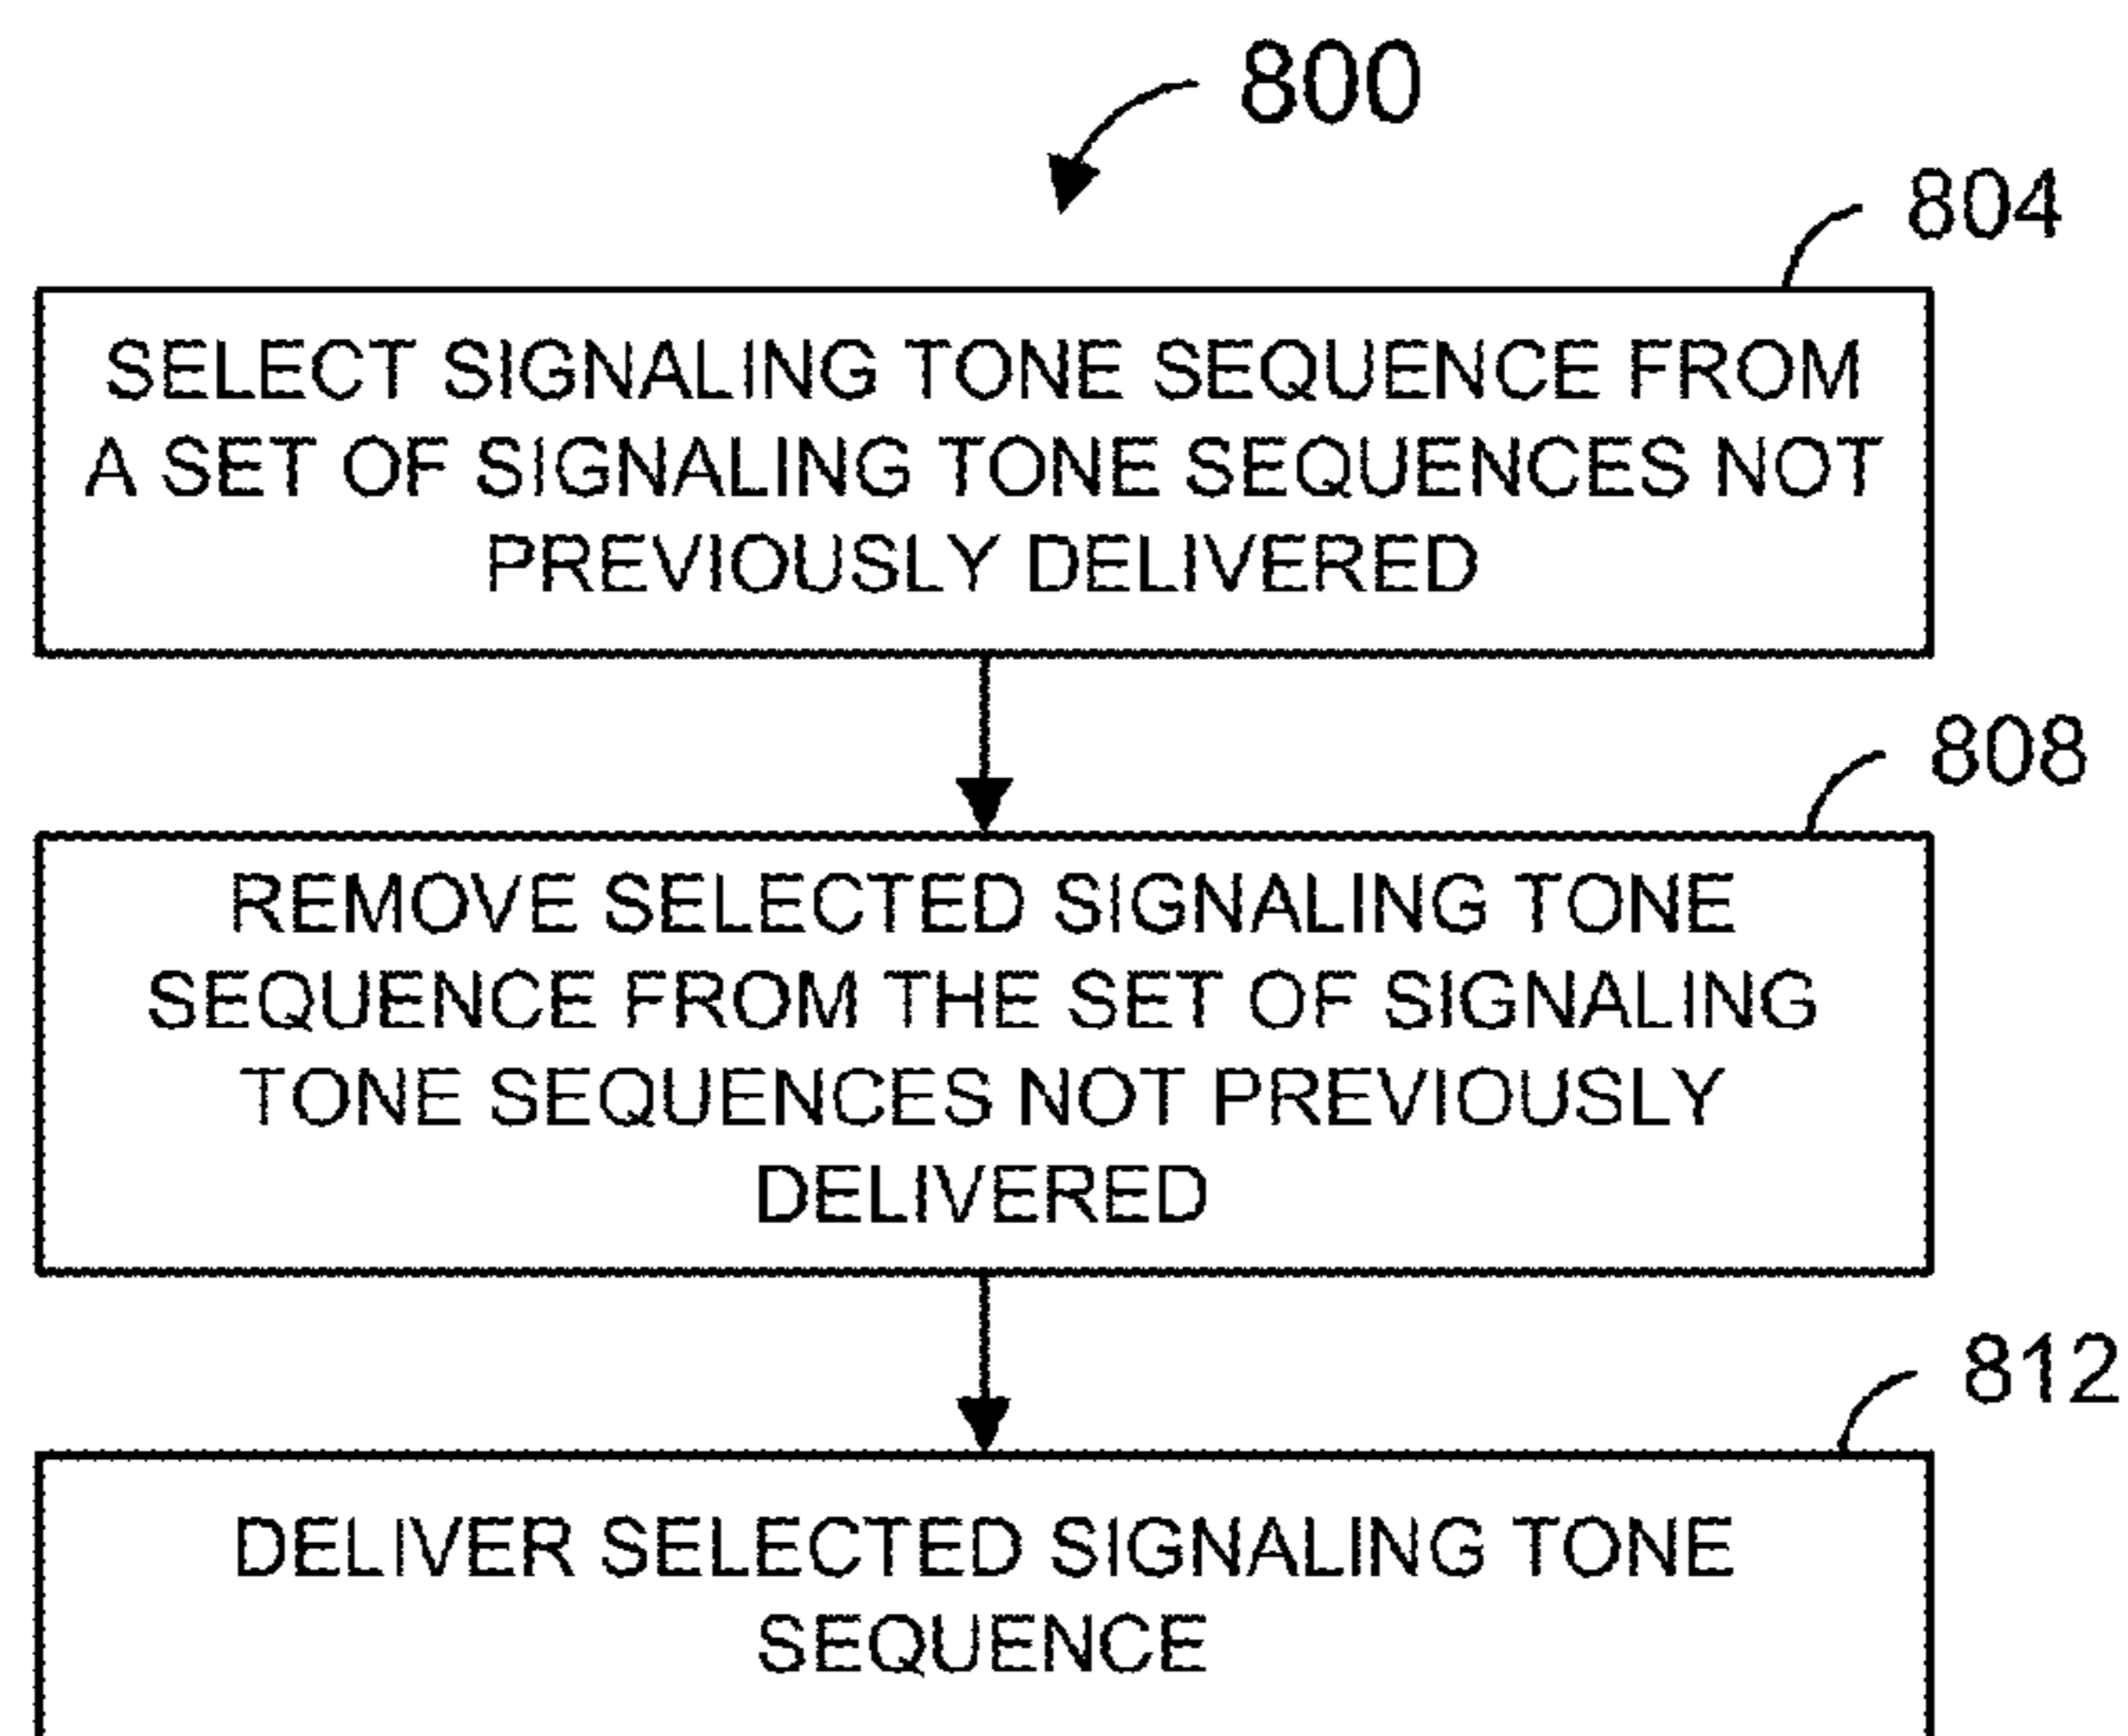 800
804
SELECT SIGNALING TONE SEQUENCE FROM
A SET OF SIGNALING TONE SEQUENCES NOT
PREVIOUSLY DELIVERED
808
REMOVE SELECTED SIGNALING TONE
SEQUENCE FROM THE SET OF SIGNALING
TONE SEQUENCES NOT PREVIOUSLY
DELIVERED
812
DELIVER SELECTED SIGNALING TONE
SEQUENCE